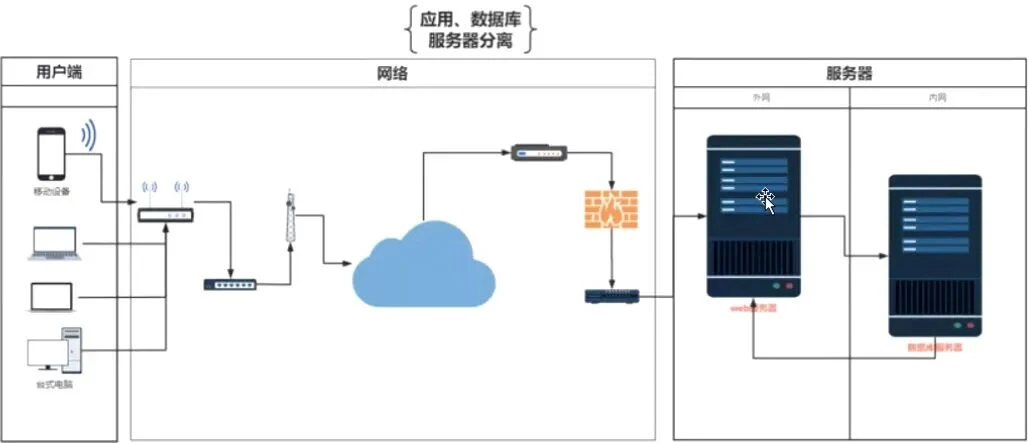 应用、数据库
服务器分离
用户端
网络
服务器
外网
内网
移动设备
台式电脑
web服务器
数据库服务器